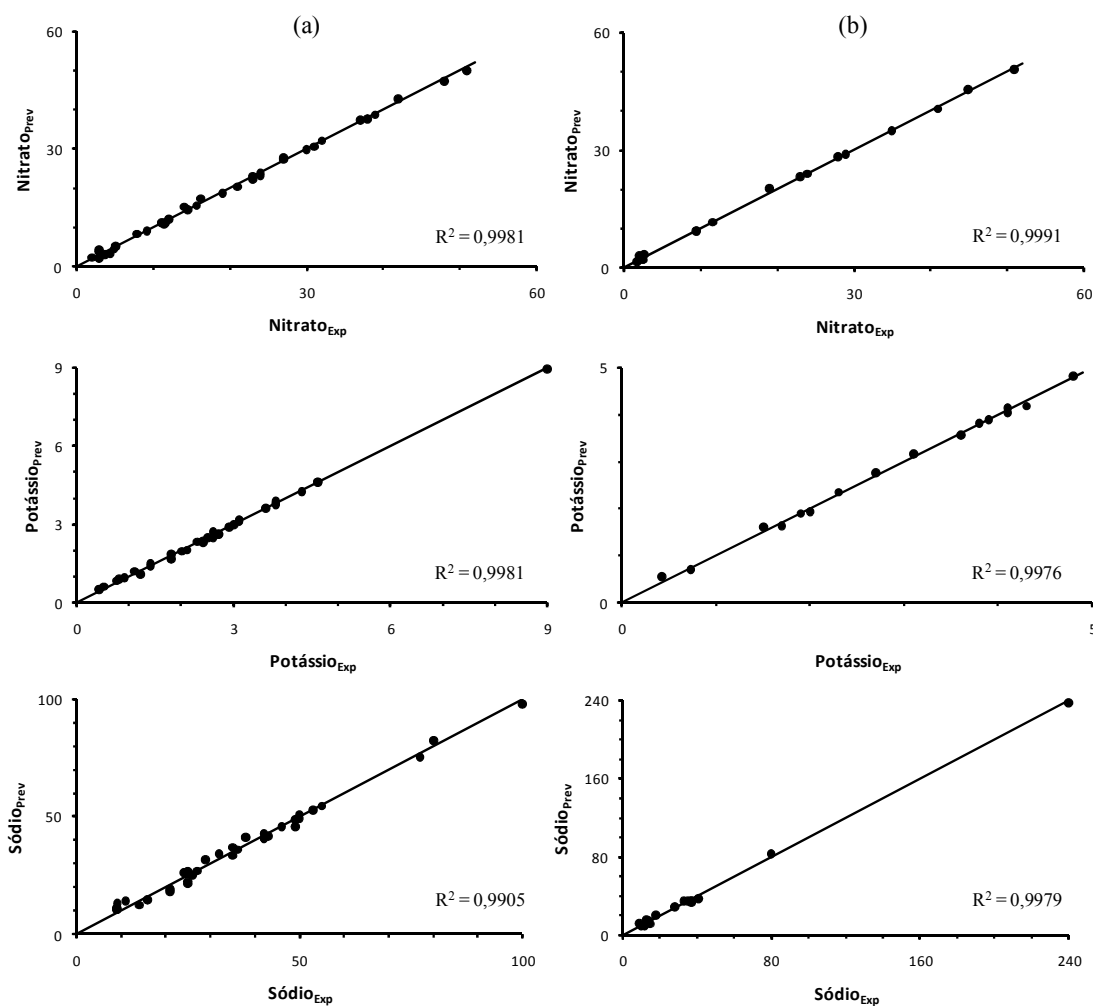 (a)
60
30
0
Nitrato_Prev
R² = 0,9981
0 30 60
Nitrato_Exp
(b)
60
30
0
Nitrato_Prev
R² = 0,9991
0 30 60
Nitrato_Exp
9
6
3
0
Potássio_Prev
R² = 0,9981
0 3 6 9
Potássio_Exp
5
0
Potássio_Prev
R² = 0,9976
0 5
Potássio_Exp
100
50
0
Sódio_Prev
R² = 0,9905
0 50 100
Sódio_Exp
240
160
80
0
Sódio_Prev
R² = 0,9979
0 80 160 240
Sódio_Exp